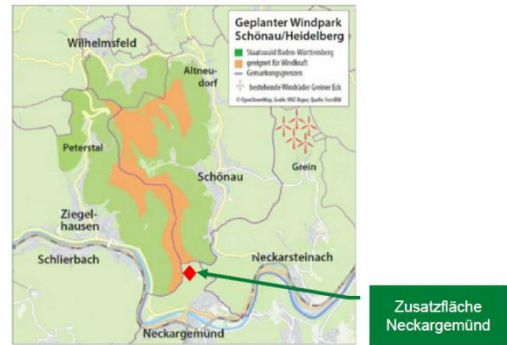 Geplanter Windpark
Schönau/Heidelberg
Staatswald Baden-Württemberg
geeignet für Windkraft
Gemarkungsgrenzen
bestehende Windräder Greiner Eck
Wilhelmsfeld
Altneu-
dorf
Peterstal
Grein
Schönau
Ziegel-
hausen
Schlierbach
Neckarsteinach
Neckargemünd
Zusatzfläche
Neckargemünd